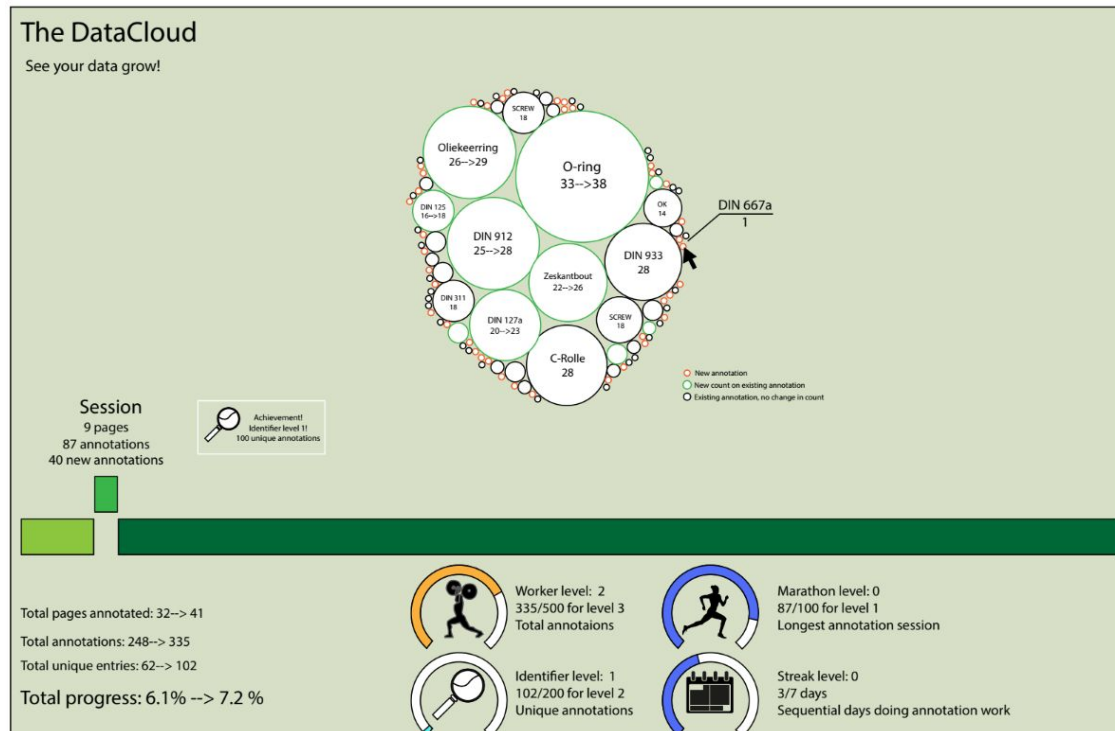 The DataCloud
See your data grow!
SCREW
18
Oliekeerring
26-->29
O-ring
33-->38
DIN 125
16-->18
OK
14
DIN 667a
1
DIN 912
25-->28
DIN 933
28
Zeskantbout
22-->26
DIN 311
18
DIN 127a
20-->23
SCREW
18
C-Rolle
28
New annotation
New count on existing annotation
Existing annotation, no change in count
Session
9 pages
87 annotations
40 new annotations
Achievement!
Identifier level 1!
100 unique annotations
Total pages annotated: 32--> 41
Total annotations: 248--> 335
Total unique entries: 62--> 102
Total progress: 6.1% --> 7.2 %
Worker level: 2
335/500 for level 3
Total annotaions
Marathon level: 0
87/100 for level 1
Longest annotation session
Identifier level: 1
102/200 for level 2
Unique annotations
Streak level: 0
3/7 days
Sequential days doing annotation work